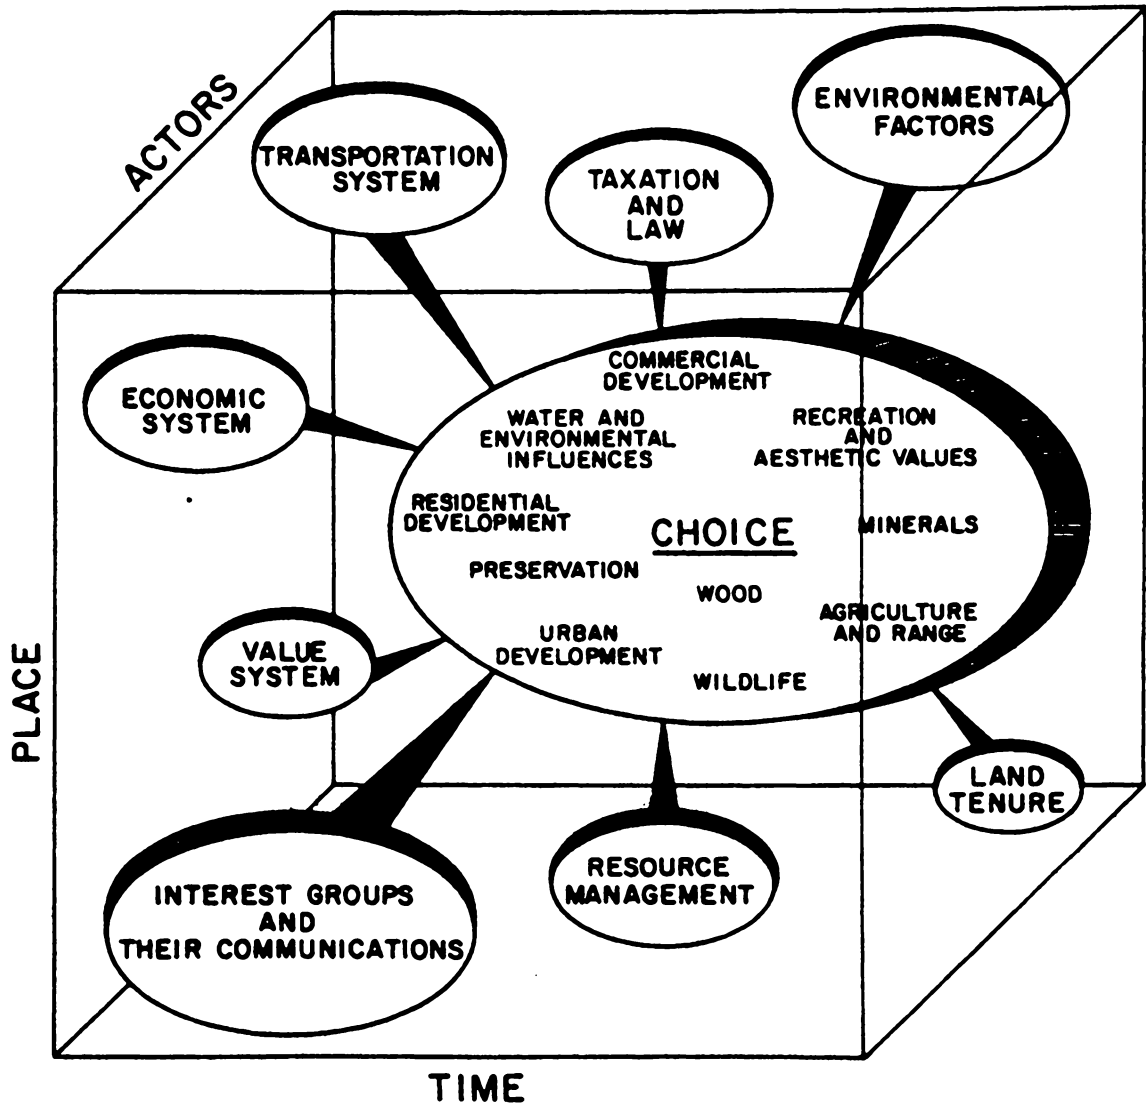 ACTORS
TRANSPORTATION
SYSTEM
TAXATION
AND
LAW
ENVIRONMENTAL
FACTORS
ECONOMIC
SYSTEM
COMMERCIAL
DEVELOPMENT
WATER AND
ENVIRONMENTAL
INFLUENCES
RECREATION
AND
AESTHETIC VALUES
RESIDENTIAL
DEVELOPMENT
CHOICE
MINERALS
PRESERVATION
WOOD
AGRICULTURE
AND RANGE
URBAN
DEVELOPMENT
WILDLIFE
VALUE
SYSTEM
PLACE
LAND
TENURE
INTEREST GROUPS
AND
THEIR COMMUNICATIONS
RESOURCE
MANAGEMENT
TIME